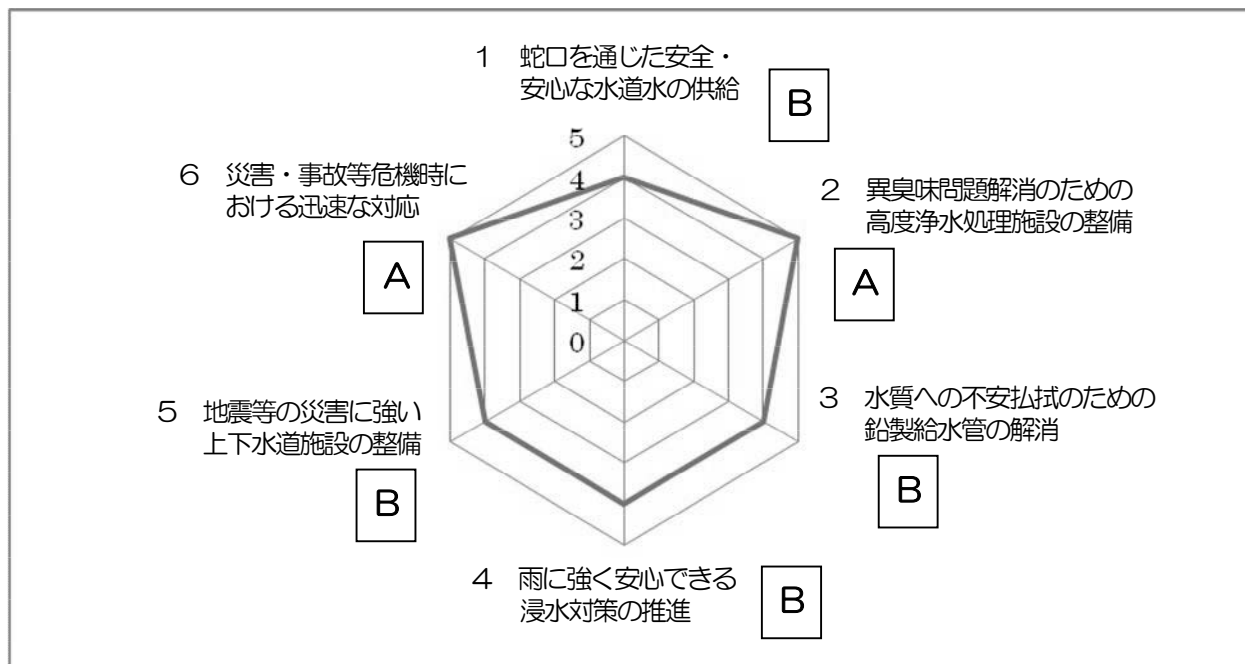 1　蛇口を通じた安全・
安心な水道水の供給
B
5
4
3
2
1
0
6　災害・事故等危機時に
おける迅速な対応
A
2　異臭味問題解消のための
高度浄水処理施設の整備
A
5　地震等の災害に強い
上下水道施設の整備
B
3　水質への不安払拭のための
鉛製給水管の解消
B
4　雨に強く安心できる
浸水対策の推進
B